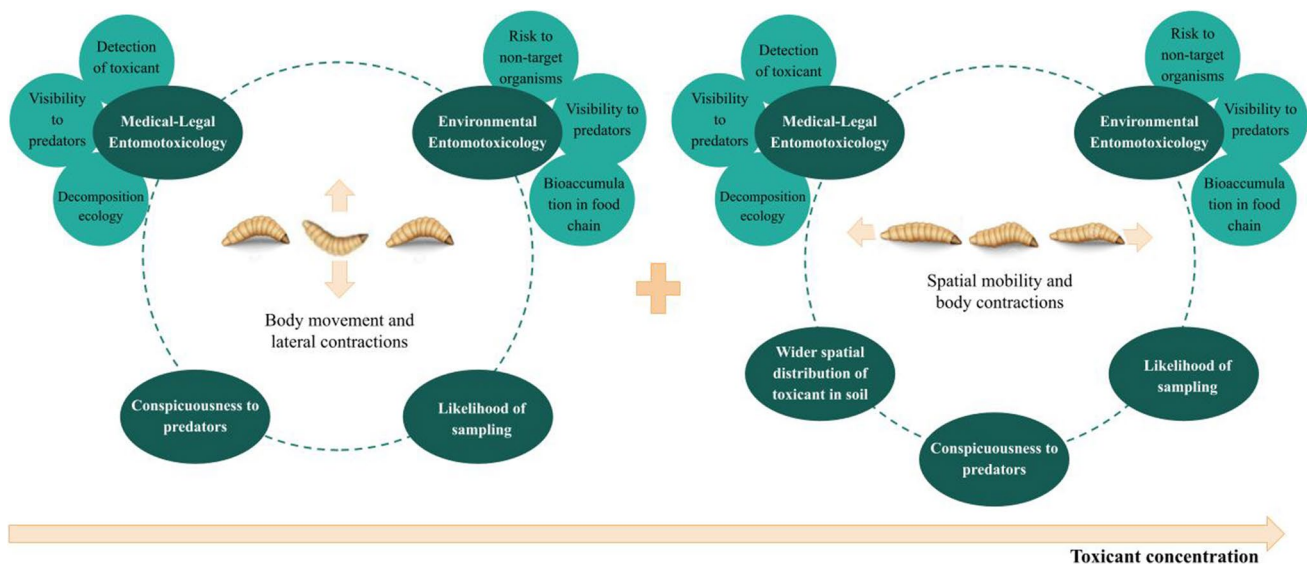 Detection
of toxicant
Visibility
to
predators
Medical-Legal
Entomotoxicology
Decomposition
ecology
Risk to
non-target
organisms
Environmental
Entomotoxicology
Visibility to
predators
Bioaccumula
tion in food
chain
Body movement and
lateral contractions
Conspicuousness to
predators
Likelihood of
sampling
Detection
of toxicant
Visibility
to
predators
Medical-Legal
Entomotoxicology
Decomposition
ecology
Risk to
non-target
organisms
Environmental
Entomotoxicology
Visibility to
predators
Bioaccumula
tion in food
chain
Spatial mobility and
body contractions
Wider spatial
distribution of
toxicant in soil
Likelihood of
sampling
Conspicuousness to
predators
Toxicant concentration